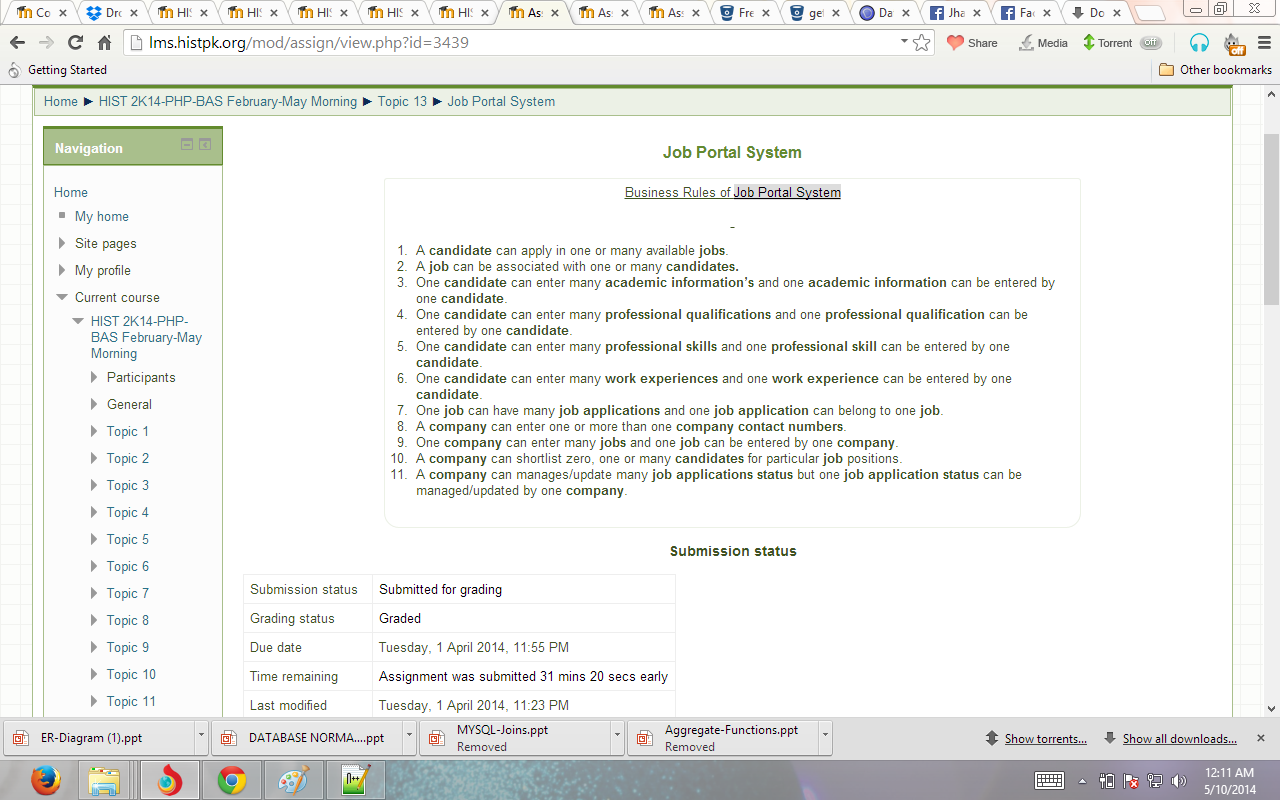 Co
Dro
HIS
HIS
HIS
HIS
HIS
Ass
Ass
Ass
Fre
get
Da
Jha
Fac
Do
lms.histpk.org/mod/assign/view.php?id=3439
Share
Media
Torrent
off
off
Getting Started
Other bookmarks
Home ► HIST 2K14-PHP-BAS February-May Morning ► Topic 13 ► Job Portal System
Navigation
Home
My home
Site pages
My profile
Current course
HIST 2K14-PHP-
BAS February-May
Morning
Participants
General
Topic 1
Topic 2
Topic 3
Topic 4
Topic 5
Topic 6
Topic 7
Topic 8
Topic 9
Topic 10
Topic 11
Job Portal System
Business Rules of Job Portal System
1. A candidate can apply in one or many available jobs.
2. A job can be associated with one or many candidates.
3. One candidate can enter many academic information's and one academic information can be entered by
one candidate.
4. One candidate can enter many professional qualifications and one professional qualification can be
entered by one candidate.
5. One candidate can enter many professional skills and one professional skill can be entered by one
candidate.
6. One candidate can enter many work experiences and one work experience can be entered by one
candidate.
7. One job can have many job applications and one job application can belong to one job.
8. A company can enter one or more than one company contact numbers.
9. One company can enter many jobs and one job can be entered by one company.
10. A company can shortlist zero, one or many candidates for particular job positions.
11. A company can manages/update many job applications status but one job application status can be
managed/updated by one company.
Submission status
Submission status Submitted for grading
Grading status Graded
Due date Tuesday, 1 April 2014, 11:55 PM
Time remaining Assignment was submitted 31 mins 20 secs early
Last modified Tuesday, 1 April 2014, 11:23 PM
ER-Diagram (1).ppt
DATABASE NORMA....ppt
MYSQL-Joins.ppt
Removed
Aggregate-Functions.ppt
Removed
Show torrents...
Show all downloads...
12:11 AM
5/10/2014